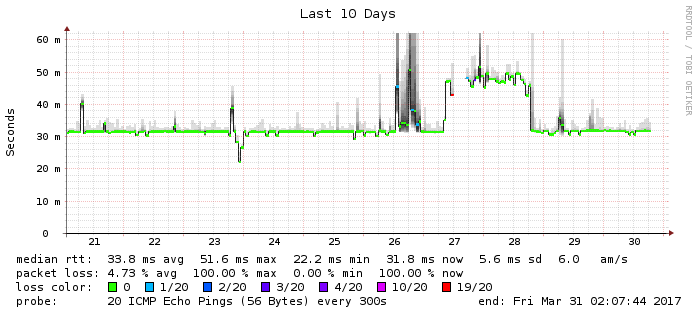 Last 10 Days
RRDTOOL / TOBI OETIKER
Seconds
60 m
50 m
40 m
30 m
20 m
10 m
0
21 22 23 24 25 26 27 28 29 30
median rtt: 33.8 ms avg 51.6 ms max 22.2 ms min 31.8 ms now 5.6 ms sd 6.0 am/s
packet loss: 4.73 % avg 100.00 % max 0.00 % min 100.00 % now
loss color: 0 1/20 2/20 3/20 4/20 10/20 19/20
probe: 20 ICMP Echo Pings (56 Bytes) every 300s end: Fri Mar 31 02:07:44 2017